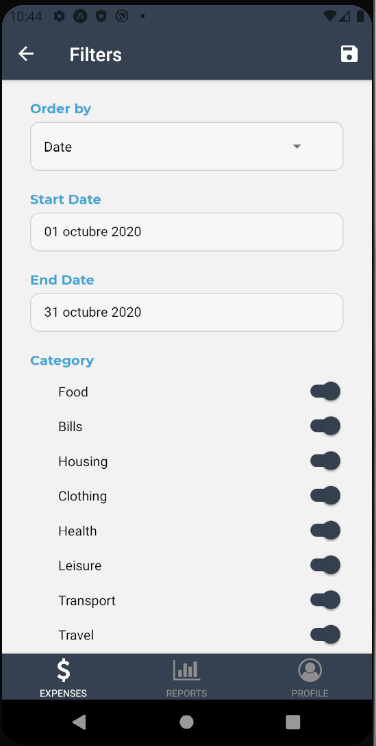 10:44
Filters
Order by
Date
Start Date
01 octubre 2020
End Date
31 octubre 2020
Category
Food
Bills
Housing
Clothing
Health
Leisure
Transport
Travel
EXPENSES REPORTS PROFILE